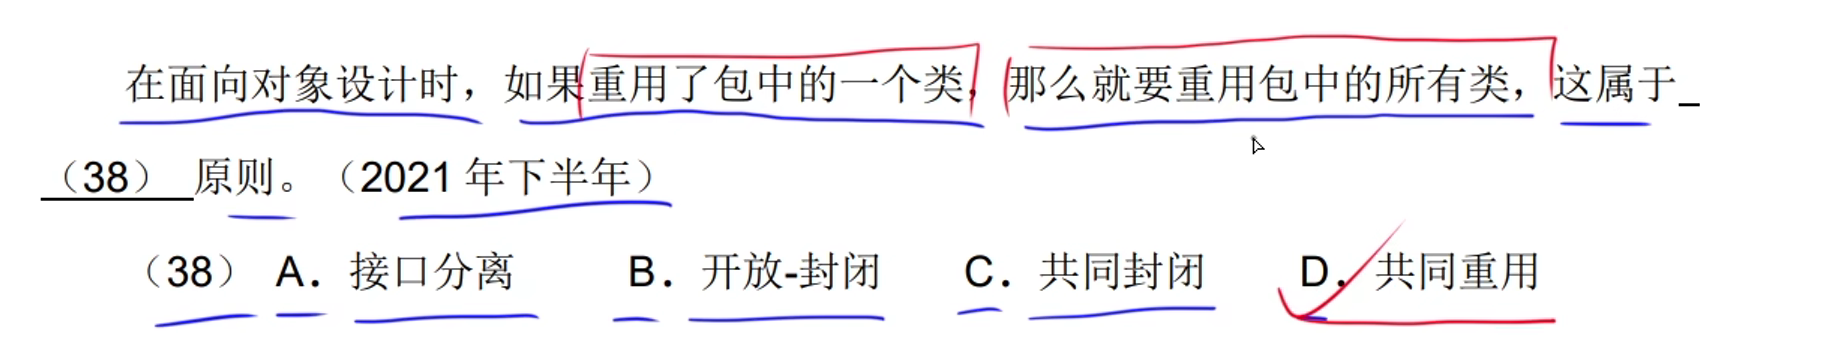 在面向对象设计时，如果重用了包中的一个类，那么就要重用包中的所有类，这属于
（38） 原则。（2021 年下半年）
（38） A．接口分离 B．开放-封闭 C．共同封闭 D．共同重用